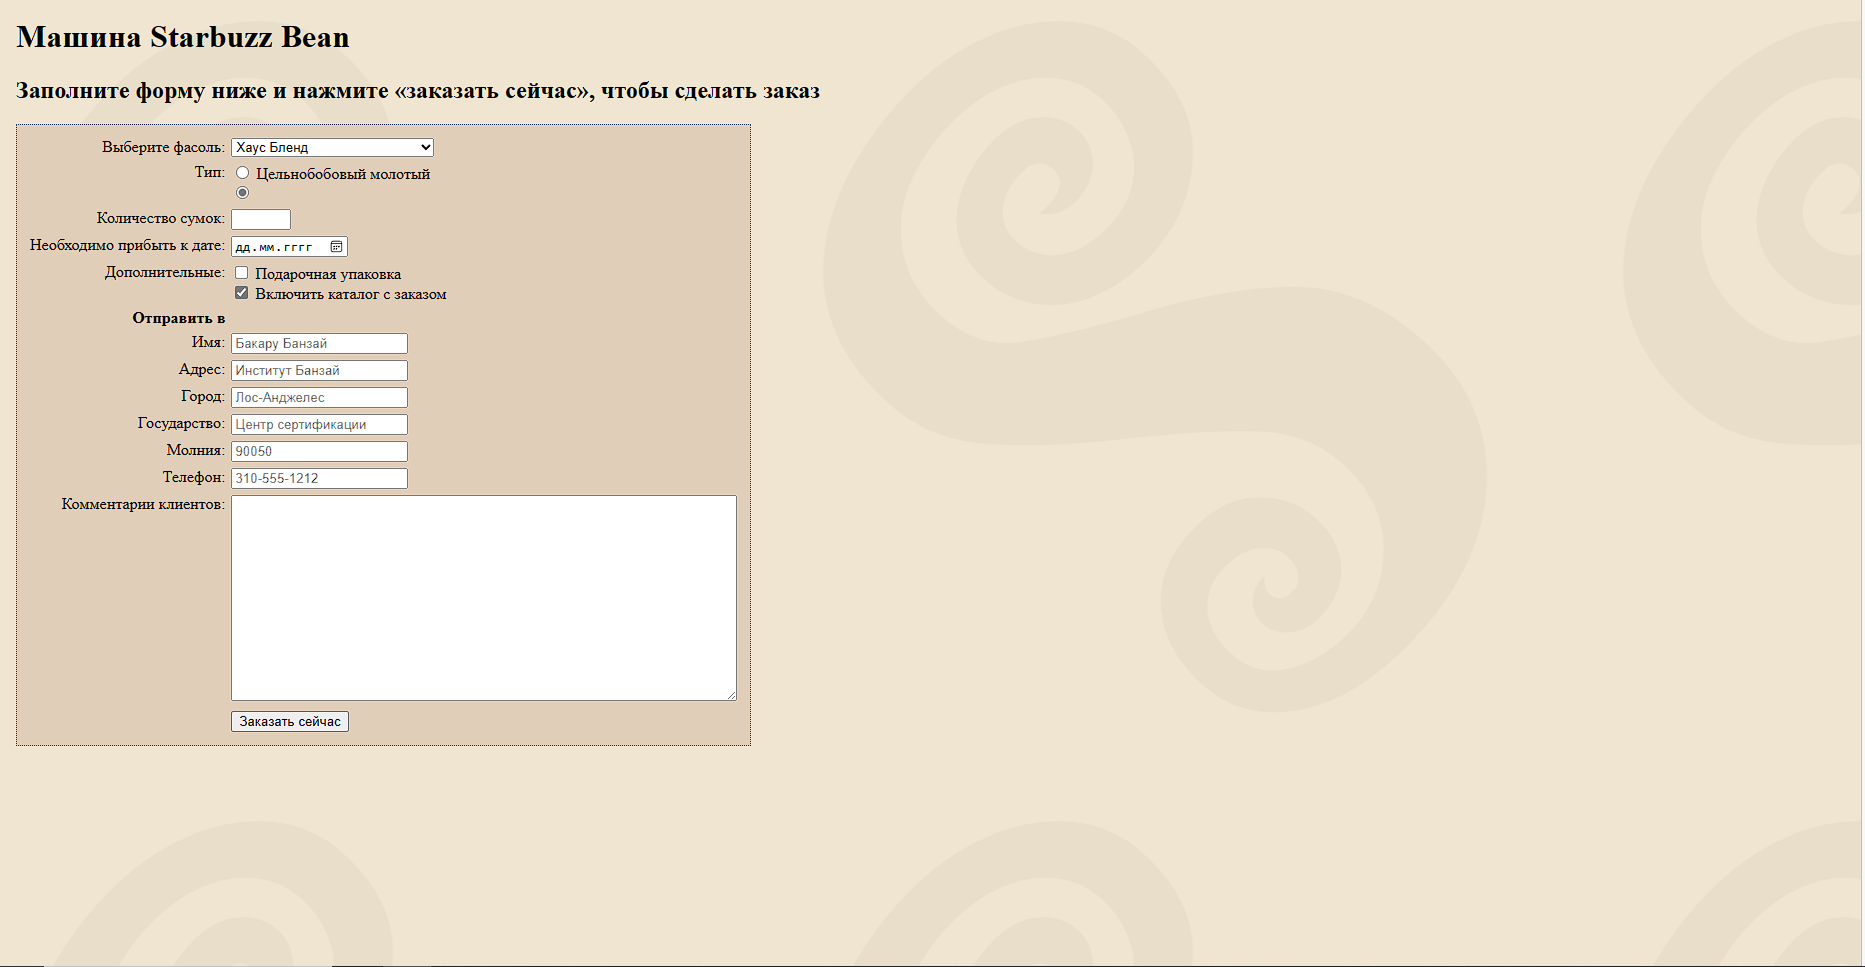 Машина Starbuzz Bean
Заполните форму ниже и нажмите «заказать сейчас», чтобы сделать заказ
Выберите фасоль: Хаус Бленд
Тип: Цельнобобовый молотый
Количество сумок:
Необходимо прибыть к дате: дд.мм.гггг
Дополнительные: Подарочная упаковка
Включить каталог с заказом
Отправить в
Имя: Бакару Банзай
Адрес: Институт Банзай
Город: Лос-Анджелес
Государство: Центр сертификации
Молния: 90050
Телефон: 310-555-1212
Комментарии клиентов:
Заказать сейчас